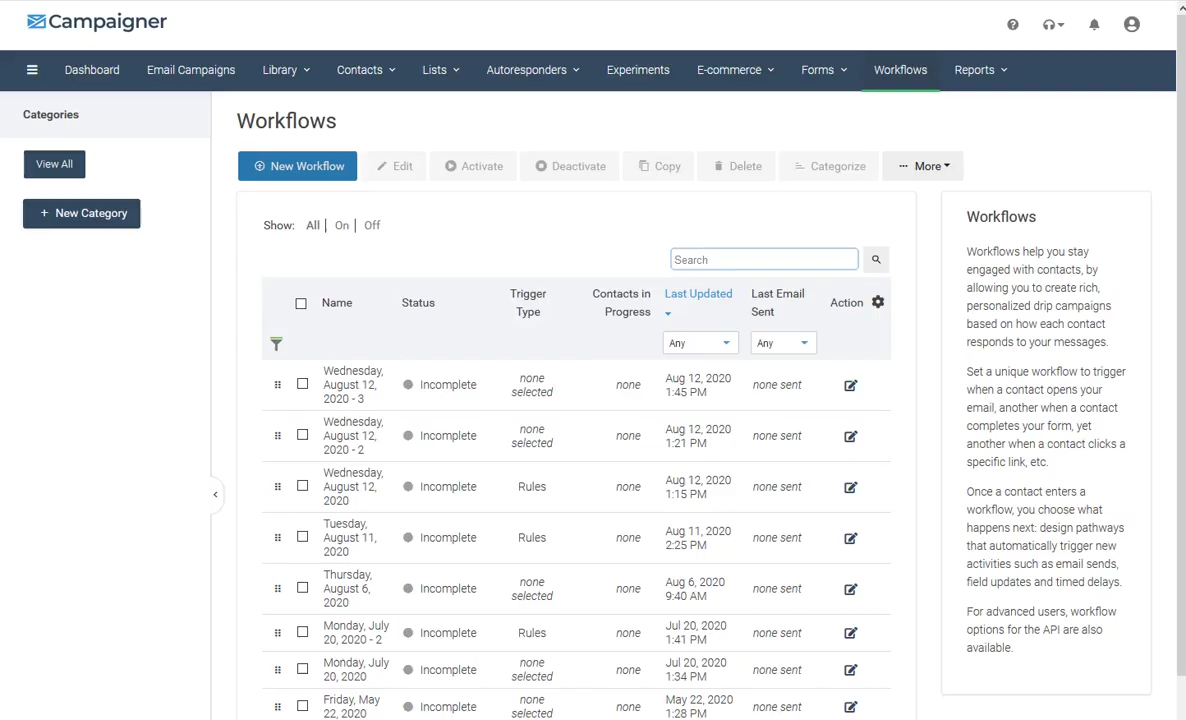 Campaigner
Dashboard Email Campaigns Library Contacts Lists Autoresponders Experiments E-commerce Forms Workflows Reports
Categories
View All
+ New Category
Workflows
New Workflow Edit Activate Deactivate Copy Delete Categorize More
Show: All | On | Off
Search
Name Status Trigger Type Contacts in Progress Last Updated Last Email Sent Action
Any Any
Wednesday, August 12, 2020 - 3 Incomplete none selected none Aug 12, 2020 1:45 PM none sent
Wednesday, August 12, 2020 - 2 Incomplete none selected none Aug 12, 2020 1:21 PM none sent
Wednesday, August 12, 2020 Incomplete Rules none Aug 12, 2020 1:15 PM none sent
Tuesday, August 11, 2020 Incomplete Rules none Aug 11, 2020 2:25 PM none sent
Thursday, August 6, 2020 Incomplete none selected none Aug 6, 2020 9:40 AM none sent
Monday, July 20, 2020 - 2 Incomplete Rules none Jul 20, 2020 1:41 PM none sent
Monday, July 20, 2020 Incomplete none selected none Jul 20, 2020 1:34 PM none sent
Friday, May 22, 2020 Incomplete none selected none May 22, 2020 1:28 PM none sent
Workflows
Workflows help you stay
engaged with contacts, by
allowing you to create rich,
personalized drip campaigns
based on how each contact
responds to your messages.
Set a unique workflow to trigger
when a contact opens your
email, another when a contact
completes your form, yet
another when a contact clicks a
specific link, etc.
Once a contact enters a
workflow, you choose what
happens next: design pathways
that automatically trigger new
activities such as email sends,
field updates and timed delays.
For advanced users, workflow
options for the API are also
available.